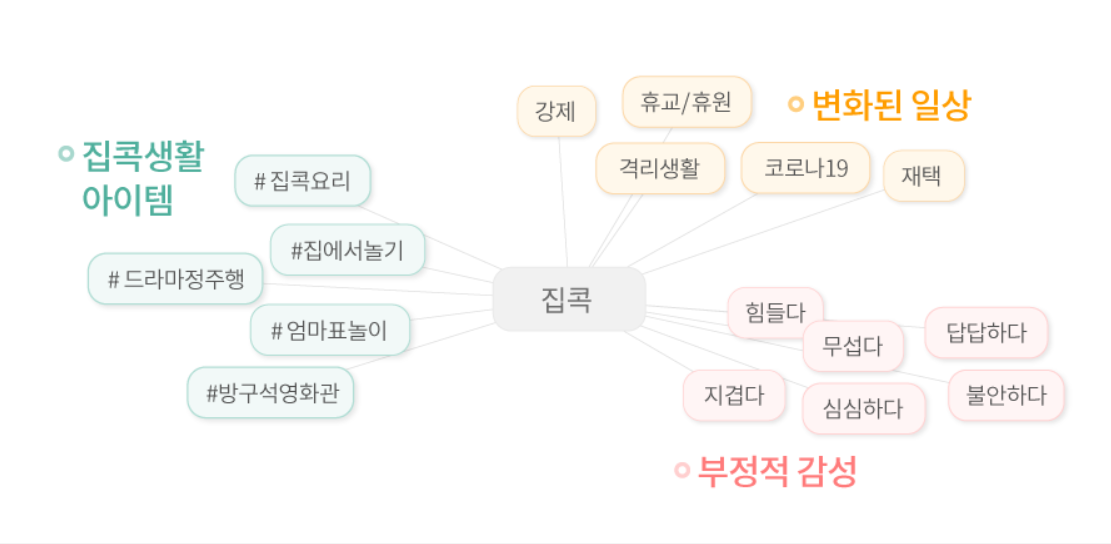 집콕생활
아이템
# 집콕요리
#집에서놀기
# 드라마정주행
# 엄마표놀이
#방구석영화관
집콕
변화된 일상
강제
휴교/휴원
격리생활
코로나19
재택
힘들다
무섭다
답답하다
지겹다
심심하다
불안하다
부정적 감성